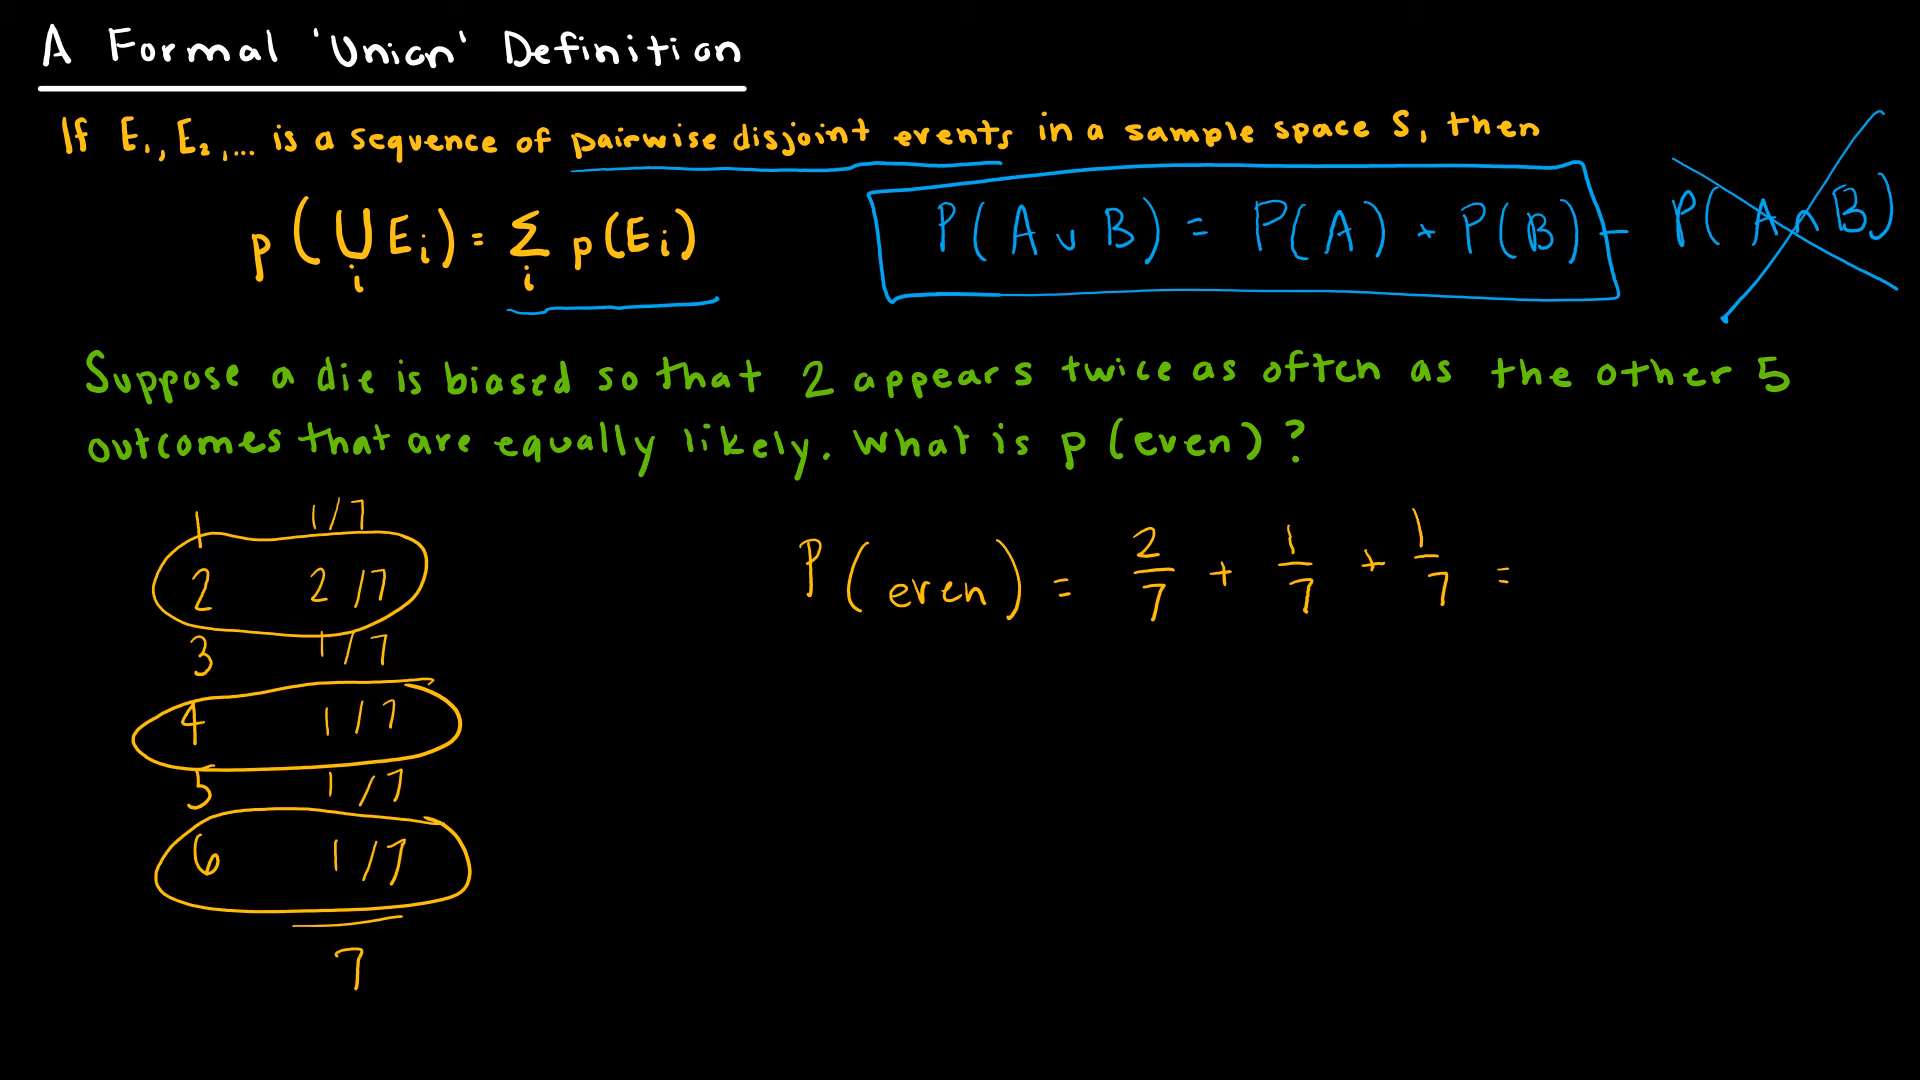 A Formal 'Union' Definition
If E₁, E₂, ... is a sequence of pairwise disjoint events in a sample space S, then
p(⋃ᵢ Eᵢ) = Σᵢ p(Eᵢ)
P(A ∪ B) = P(A) + P(B) - P(A ∩ B)
Suppose a die is biased so that 2 appears twice as often as the other 5
outcomes that are equally likely. What is p(even)?
1 1/7
2 2/7
3 1/7
4 1/7
5 1/7
6 1/7
7
P(even) = 2/7 + 1/7 + 1/7 =